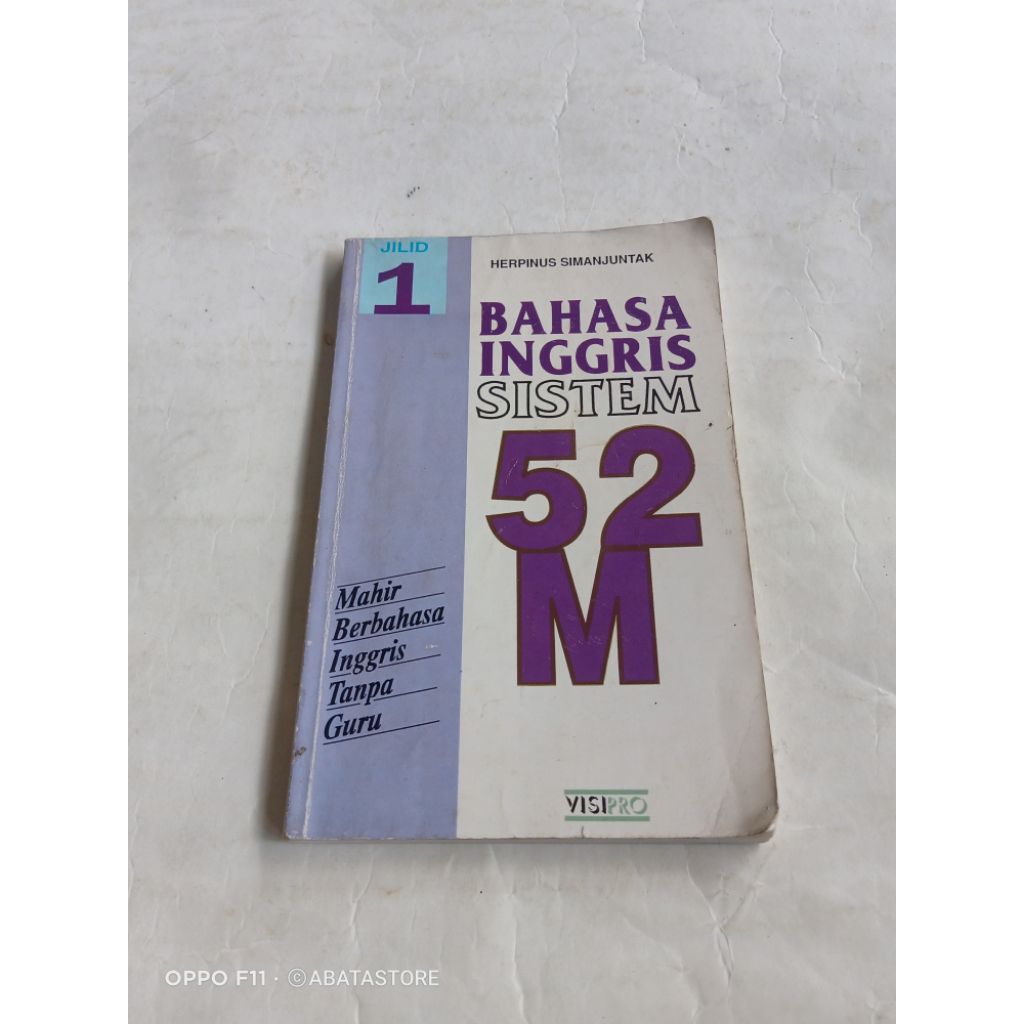 JILID
1
HERPINUS SIMANJUNTAK
BAHASA
INGGRIS
SISTEM
52
M
Mahir
Berbahasa
Inggris
Tanpa
Guru
VISIPRO
OPPO F11 · ©ABATASTORE